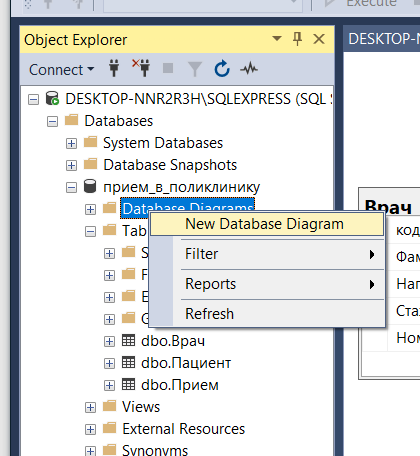 Execute
Object Explorer
DESKTOP-N
Connect
DESKTOP-NNR2R3H\SQLEXPRESS (SQL S
Databases
System Databases
Database Snapshots
прием_в_поликлинику
Database Diagrams
New Database Diagram
Tab
Filter
Reports
Refresh
S
F
E
G
dbo.Врач
dbo.Пациент
dbo.Прием
Views
External Resources
Synonyms
Врач
код
Фам
Нап
Ста
Ном